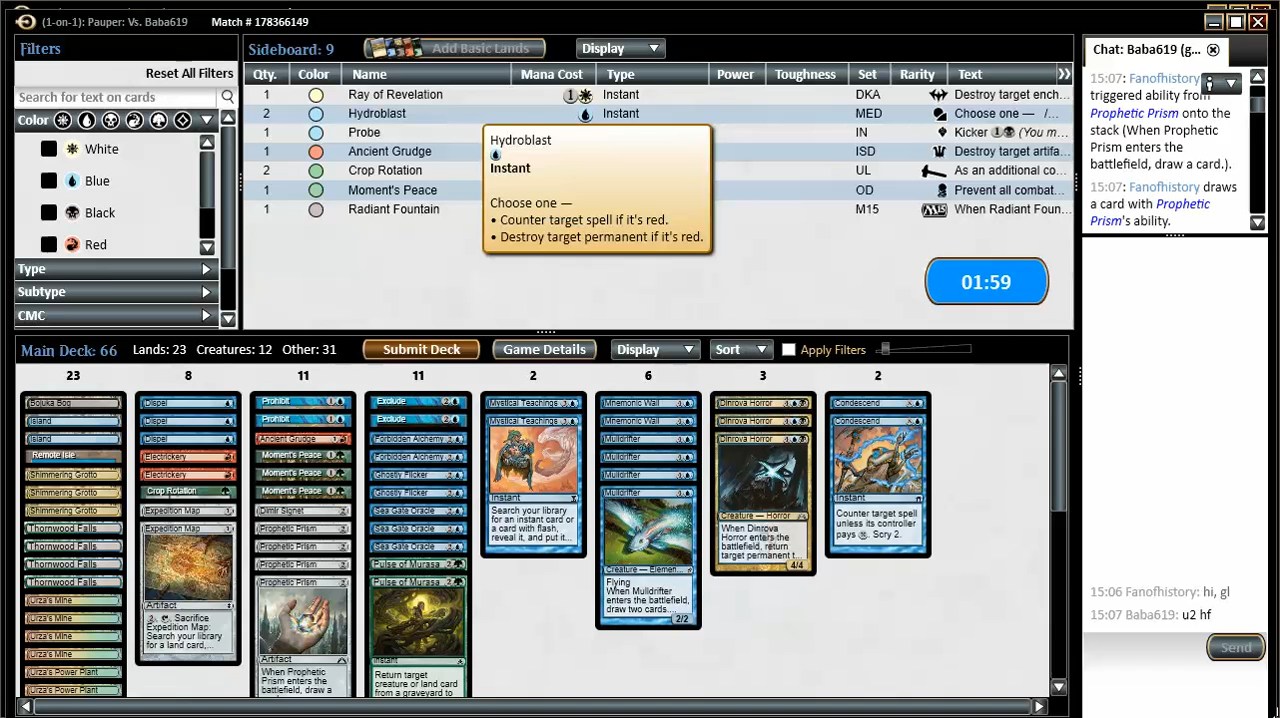 (1-on-1): Pauper: Vs. Baba619 Match # 178366149
Filters
Reset All Filters
Search for text on cards
Color
White
Blue
Black
Red
Type
Subtype
CMC
Sideboard: 9 Add Basic Lands Display
Qty. Color Name Mana Cost Type Power Toughness Set Rarity Text
1 Ray of Revelation 1 Instant DKA Destroy target ench...
2 Hydroblast Instant MED Choose one — /...
1 Probe IN Kicker 1 (You m...
1 Ancient Grudge ISD Destroy target artifa...
2 Crop Rotation UL As an additional co...
1 Moment's Peace OD Prevent all combat...
1 Radiant Fountain M15 When Radiant Foun...
Hydroblast
Instant
Choose one —
• Counter target spell if it's red.
• Destroy target permanent if it's red.
01:59
Main Deck: 66 Lands: 23 Creatures: 12 Other: 31 Submit Deck Game Details Display Sort Apply Filters
23 8 11 11 2 6 3 2
Bojuka Bog
Island
Island
Remote Isle
Shimmering Grotto
Shimmering Grotto
Shimmering Grotto
Thornwood Falls
Thornwood Falls
Thornwood Falls
Thornwood Falls
Urza's Mine
Urza's Mine
Urza's Mine
Urza's Mine
Urza's Power Plant
Urza's Power Plant
Dispel
Dispel
Dispel
Electrickery
Electrickery
Crop Rotation
Expedition Map
Expedition Map
Artifact
2, T, Sacrifice
Expedition Map:
Search your library
for a land card,...
Prohibit
Prohibit
Ancient Grudge
Moment's Peace
Moment's Peace
Moment's Peace
Dimir Signet
Prophetic Prism
Prophetic Prism
Prophetic Prism
Prophetic Prism
Artifact
When Prophetic
Prism enters the
battlefield, draw a
Exclude
Exclude
Forbidden Alchemy
Forbidden Alchemy
Ghostly Flicker
Ghostly Flicker
Sea Gate Oracle
Sea Gate Oracle
Sea Gate Oracle
Pulse of Murasa
Pulse of Murasa
Instant
Return target
creature or land card
from a graveyard to
Mystical Teachings
Mystical Teachings
Instant
Search your library
for an instant card or
a card with flash,
reveal it, and put it...
Mnemonic Wall
Mnemonic Wall
Mulldrifter
Mulldrifter
Mulldrifter
Mulldrifter
Creature — Elemen...
Flying
When Mulldrifter
enters the battlefield,
draw two cards....
2/2
Dinrova Horror
Dinrova Horror
Dinrova Horror
Creature — Horror
When Dinrova
Horror enters the
battlefield, return
target permanent t...
4/4
Condescend
Condescend
Instant
Counter target spell
unless its controller
pays X. Scry 2.
Chat: Baba619 (g...
15:07: Fanofhistory
triggered ability from
Prophetic Prism onto the
stack (When Prophetic
Prism enters the
battlefield, draw a card.).
15:07: Fanofhistory
draws a card with Prophetic
Prism's ability.
15:06 Fanofhistory: hi, gl
15:07 Baba619: u2 hf
Send